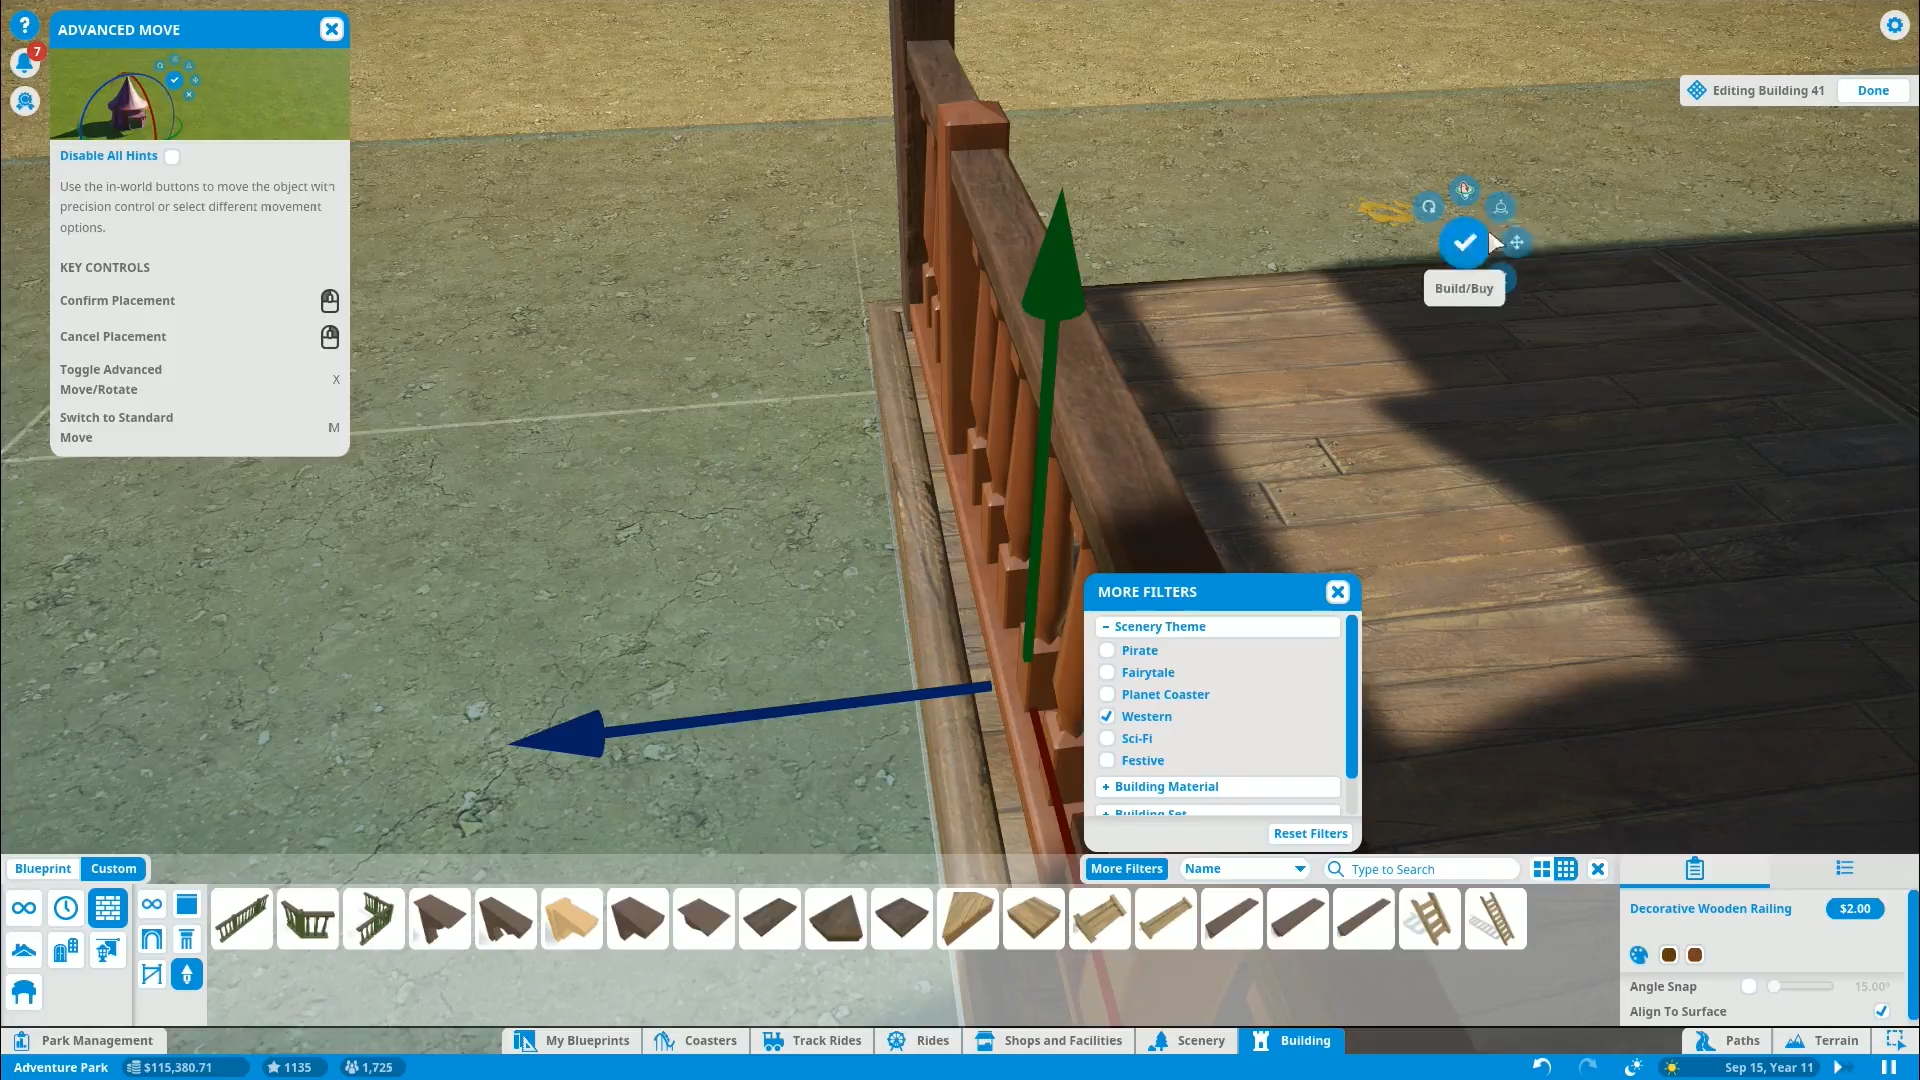 ?
ADVANCED MOVE
7
Disable All Hints
Use the in-world buttons to move the object with
precision control or select different movement
options.
KEY CONTROLS
Confirm Placement
Cancel Placement
Toggle Advanced
Move/Rotate
X
Switch to Standard
Move
M
Editing Building 41
Done
Build/Buy
MORE FILTERS
- Scenery Theme
Pirate
Fairytale
Planet Coaster
Western
Sci-Fi
Festive
+ Building Material
+ Building Set
Reset Filters
Blueprint
Custom
More Filters
Name
Type to Search
Decorative Wooden Railing
$2.00
Angle Snap
15.00°
Align To Surface
Park Management
My Blueprints
Coasters
Track Rides
Rides
Shops and Facilities
Scenery
Building
Paths
Terrain
Adventure Park
$115,380.71
1135
1,725
Sep 15, Year 11